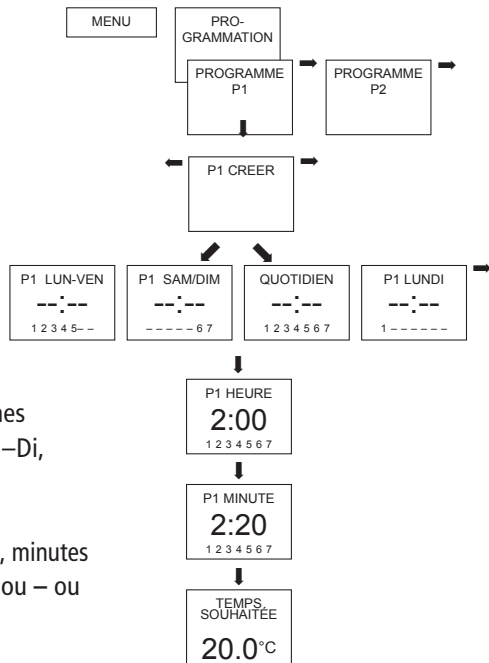 MENU
PRO-
GRAMMATION
PROGRAMME
P1
PROGRAMME
P2
P1 CREER
P1 LUN-VEN
--:--
1 2 3 4 5 – –
P1 SAM/DIM
--:--
– – – – – 6 7
QUOTIDIEN
--:--
1 2 3 4 5 6 7
P1 LUNDI
--:--
1 – – – – – –
P1 HEURE
2:00
1 2 3 4 5 6 7
–Di,
P1 MINUTE
2:20
1 2 3 4 5 6 7
, minutes
ou – ou
TEMPS.
SOUHAITÉE
20.0°C